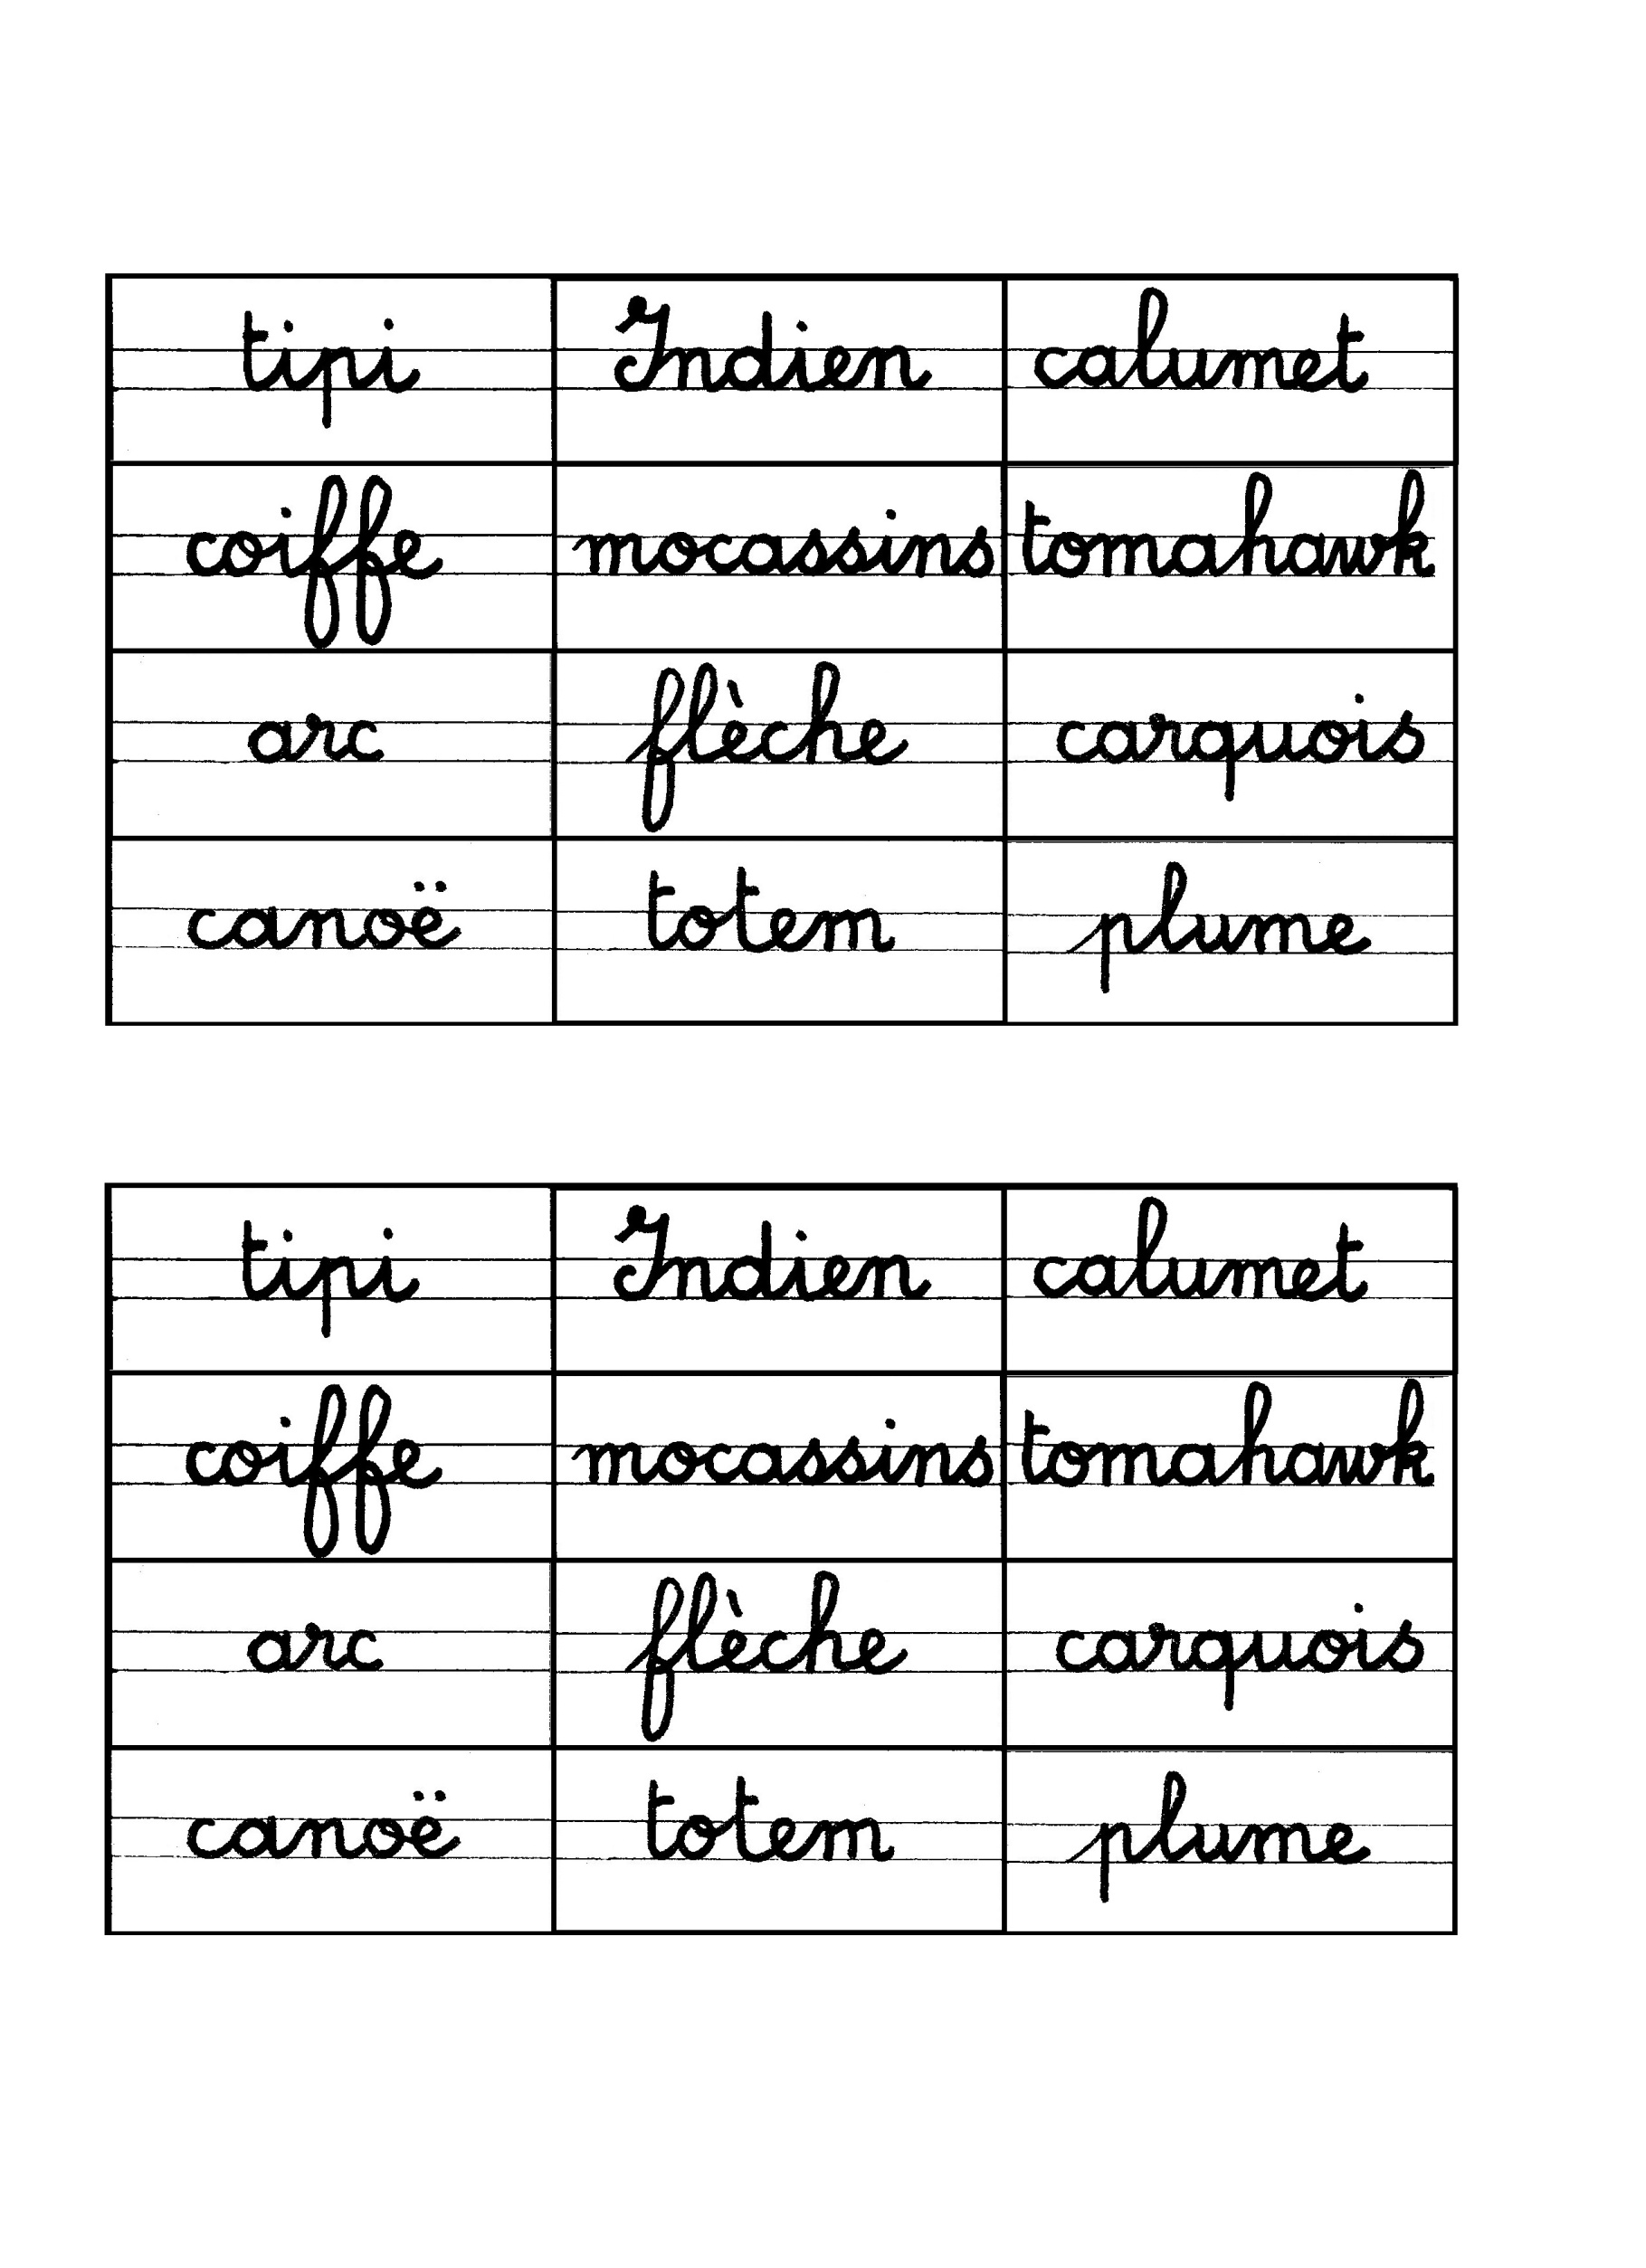 tipi Indien calumet
coiffe mocassins tomahawk
arc flèche carquois
canoë totem plume
tipi Indien calumet
coiffe mocassins tomahawk
arc flèche carquois
canoë totem plume